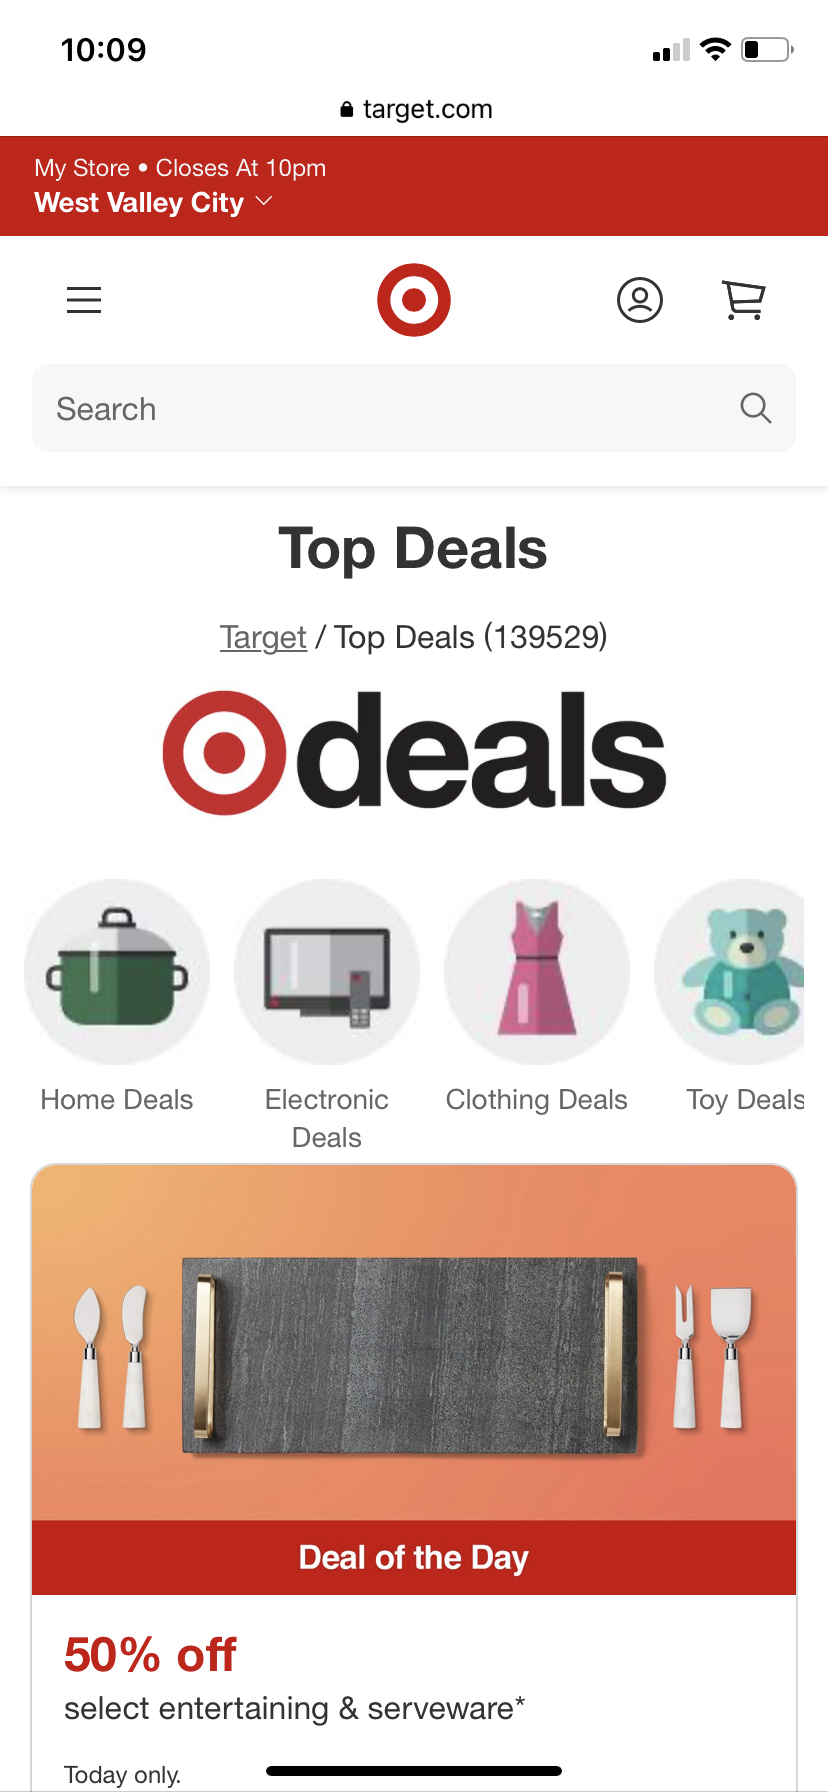 10:09
target.com
My Store • Closes At 10pm
West Valley City
Search
Top Deals
Target / Top Deals (139529)
deals
Home Deals
Electronic
Deals
Clothing Deals
Toy Deals
Deal of the Day
50% off
select entertaining & serveware*
Today only.